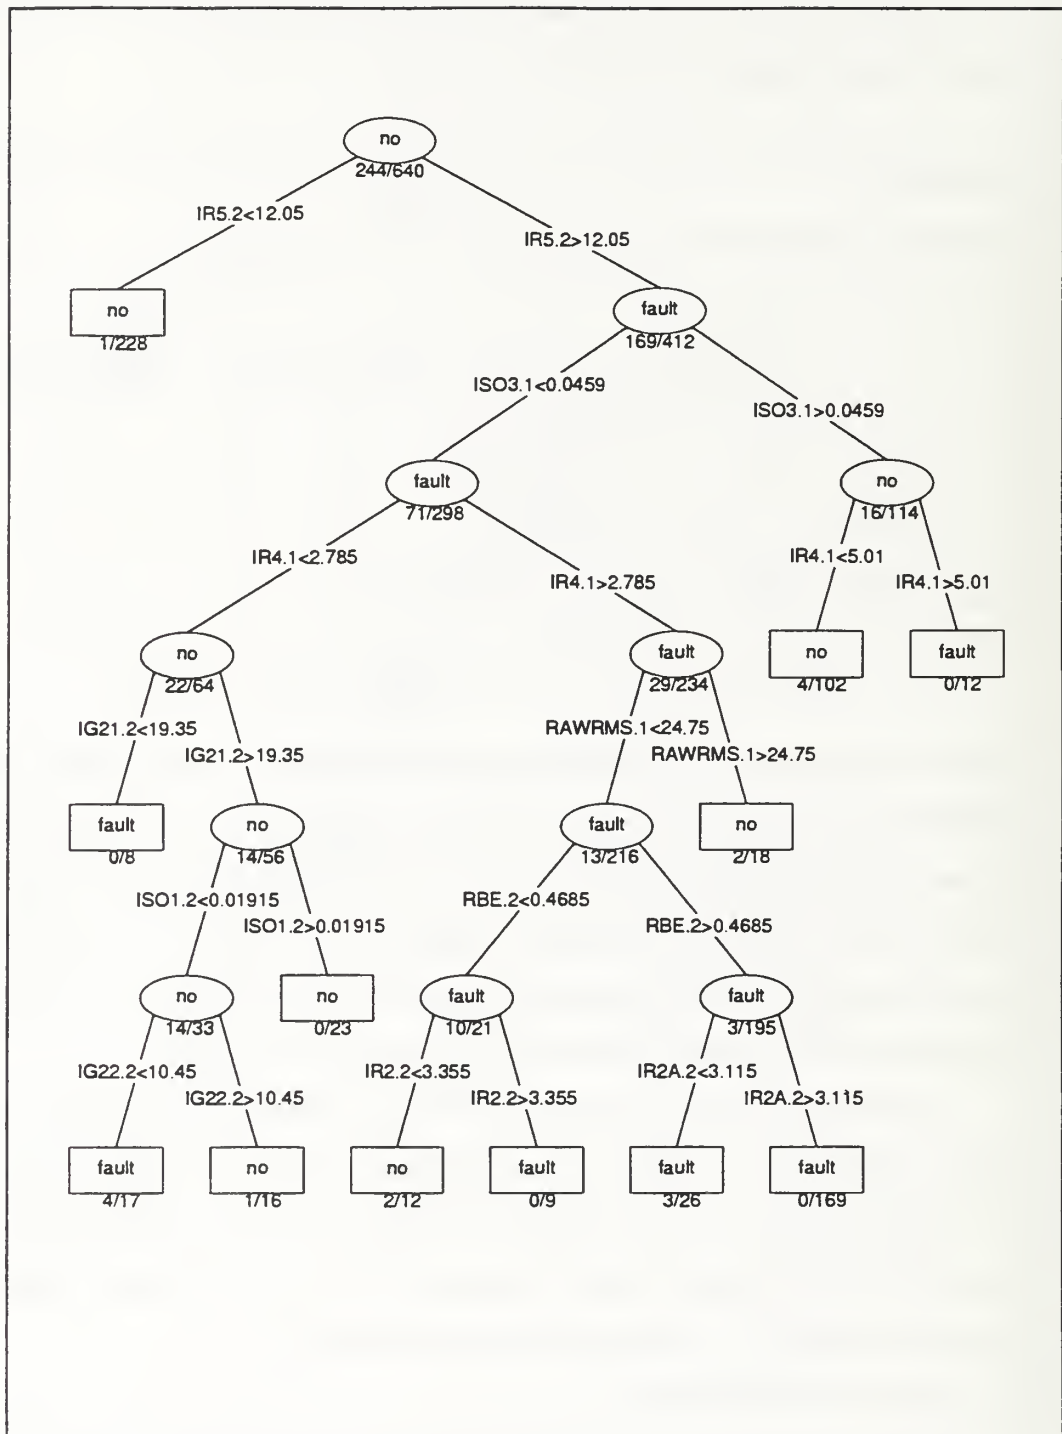 no
244/640
IR5.2<12.05
IR5.2>12.05
no
1/228
fault
169/412
ISO3.1<0.0459
ISO3.1>0.0459
fault
71/298
no
16/114
IR4.1<2.785
IR4.1>2.785
IR4.1<5.01
IR4.1>5.01
no
22/64
fault
29/234
no
4/102
fault
0/12
IG21.2<19.35
IG21.2>19.35
RAWRMS.1<24.75
RAWRMS.1>24.75
fault
0/8
no
14/56
fault
13/216
no
2/18
ISO1.2<0.01915
ISO1.2>0.01915
RBE.2<0.4685
RBE.2>0.4685
no
14/33
no
0/23
fault
10/21
fault
3/195
IG22.2<10.45
IG22.2>10.45
IR2.2<3.355
IR2.2>3.355
IR2A.2<3.115
IR2A.2>3.115
fault
4/17
no
1/16
no
2/12
fault
0/9
fault
3/26
fault
0/169